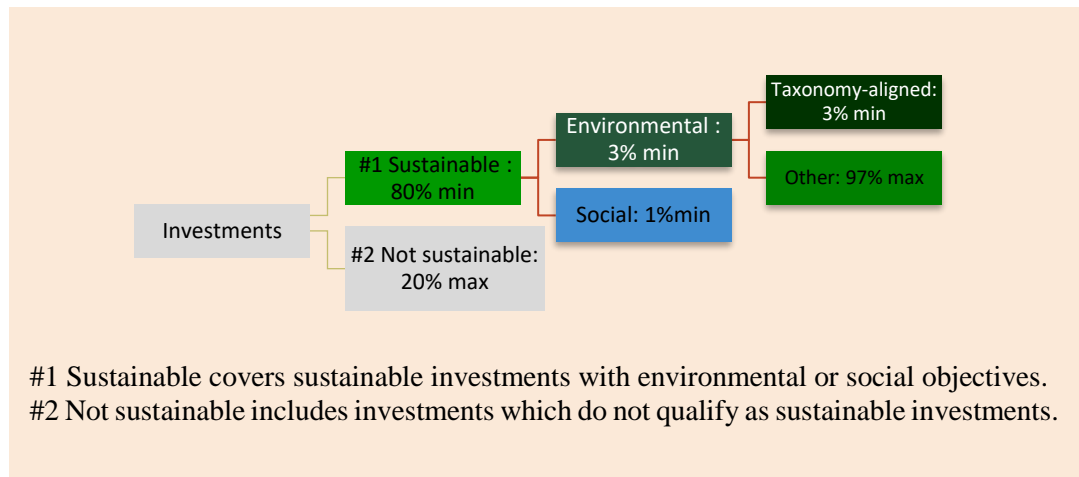 Taxonomy-aligned:
3% min
Environmental :
3% min
#1 Sustainable :
80% min
Other: 97% max
Social: 1%min
Investments
#2 Not sustainable:
20% max
#1 Sustainable covers sustainable investments with environmental or social objectives.
#2 Not sustainable includes investments which do not qualify as sustainable investments.